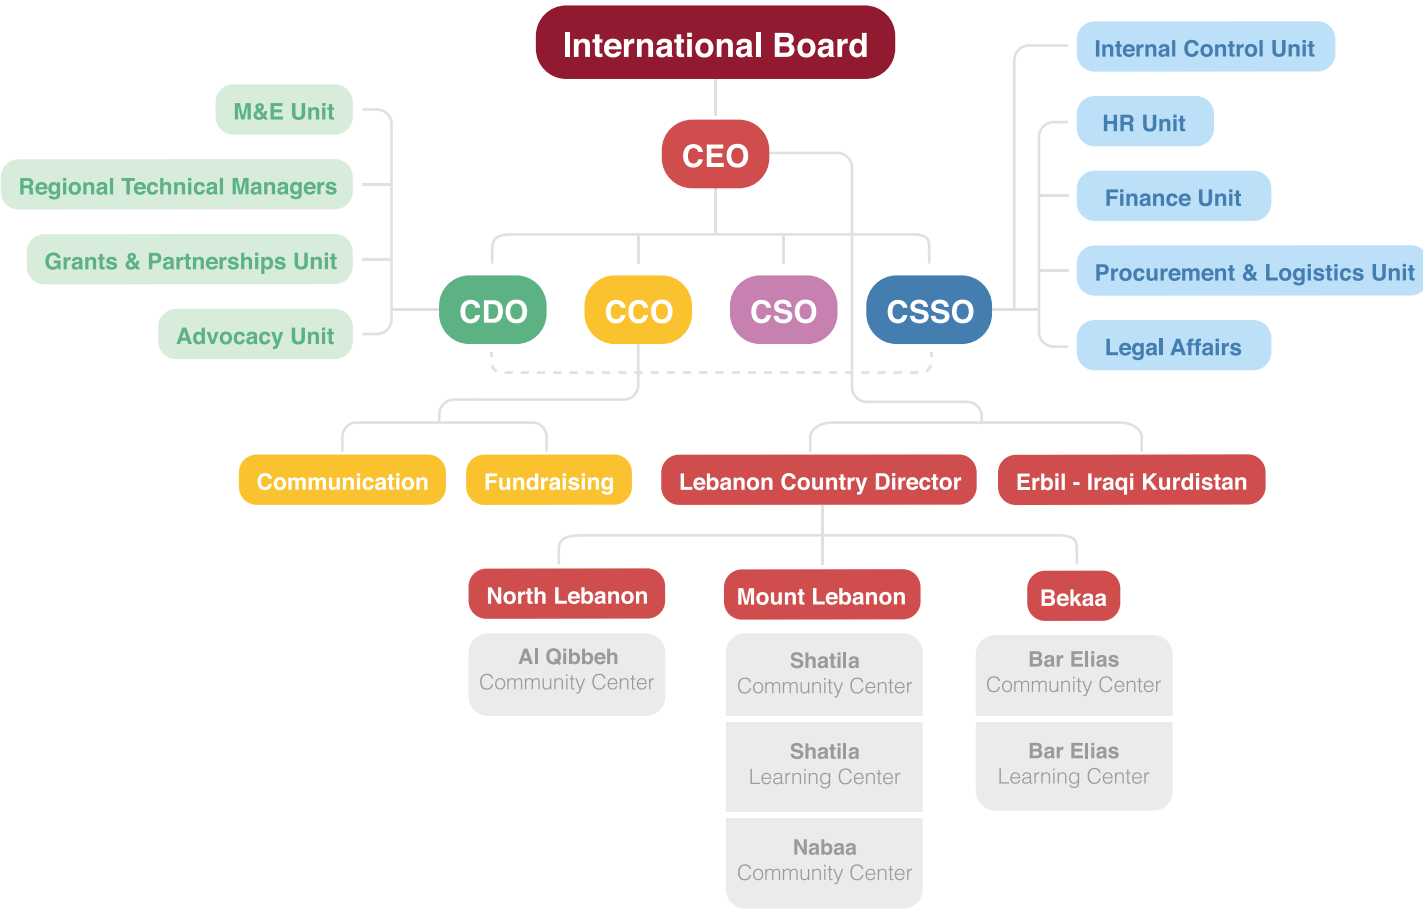 International Board
CEO
M&E Unit
Regional Technical Managers
Grants & Partnerships Unit
Advocacy Unit
Internal Control Unit
HR Unit
Finance Unit
Procurement & Logistics Unit
Legal Affairs
CDO
CCO
CSO
CSSO
Communication
Fundraising
Lebanon Country Director
Erbil - Iraqi Kurdistan
North Lebanon
Al Qibbeh
Community Center
Mount Lebanon
Shatila
Community Center
Shatila
Learning Center
Nabaa
Community Center
Bekaa
Bar Elias
Community Center
Bar Elias
Learning Center